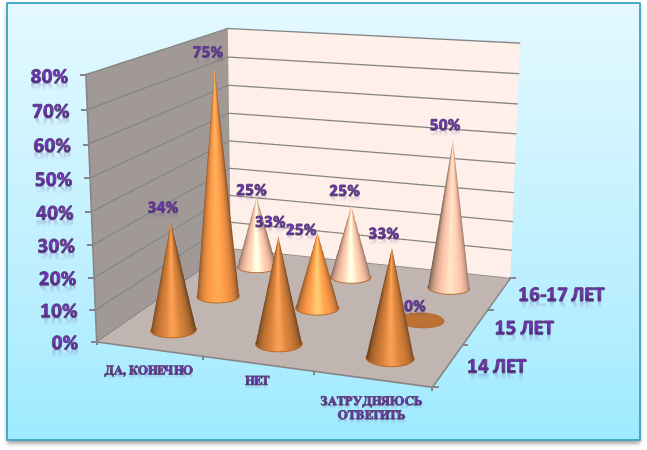 80%
70%
60%
50%
40%
30%
20%
10%
0%
75%
50%
25%
25%
34%
33%
25%
33%
0%
16-17 ЛЕТ
15 ЛЕТ
14 ЛЕТ
ДА, КОНЕЧНО
НЕТ
ЗАТРУДНЯЮСЬ
ОТВЕТИТЬ